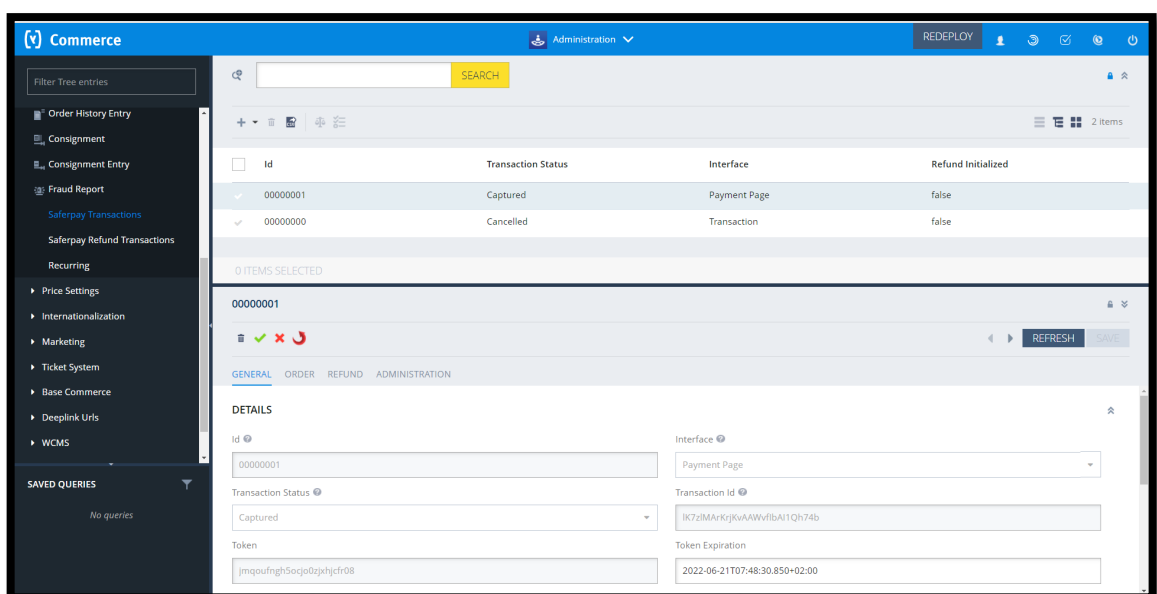 (Y) Commerce
Administration
REDEPLOY
Filter Tree entries
SEARCH
Order History Entry
Consignment
Consignment Entry
Fraud Report
Saferpay Transactions
Saferpay Refund Transactions
Recurring
Price Settings
Internationalization
Marketing
Ticket System
Base Commerce
Deeplink Urls
WCMS
SAVED QUERIES
No queries
2 items
Id Transaction Status Interface Refund Initialized
00000001 Captured Payment Page false
00000000 Cancelled Transaction false
0 ITEMS SELECTED
00000001
REFRESH SAVE
GENERAL ORDER REFUND ADMINISTRATION
DETAILS
Id Interface
00000001 Payment Page
Transaction Status Transaction Id
Captured
Token Token Expiration
jmqoufngh5ocjo0zjxhjcfr08 2022-06-21T07:48:30.850+02:00